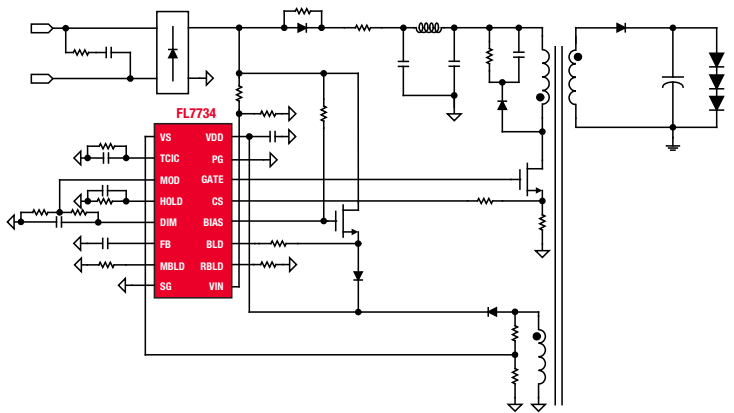 FL7734
VS VDD
TCIC PG
MOD GATE
HOLD CS
DIM BIAS
FB BLD
MBLD RBLD
SG VIN